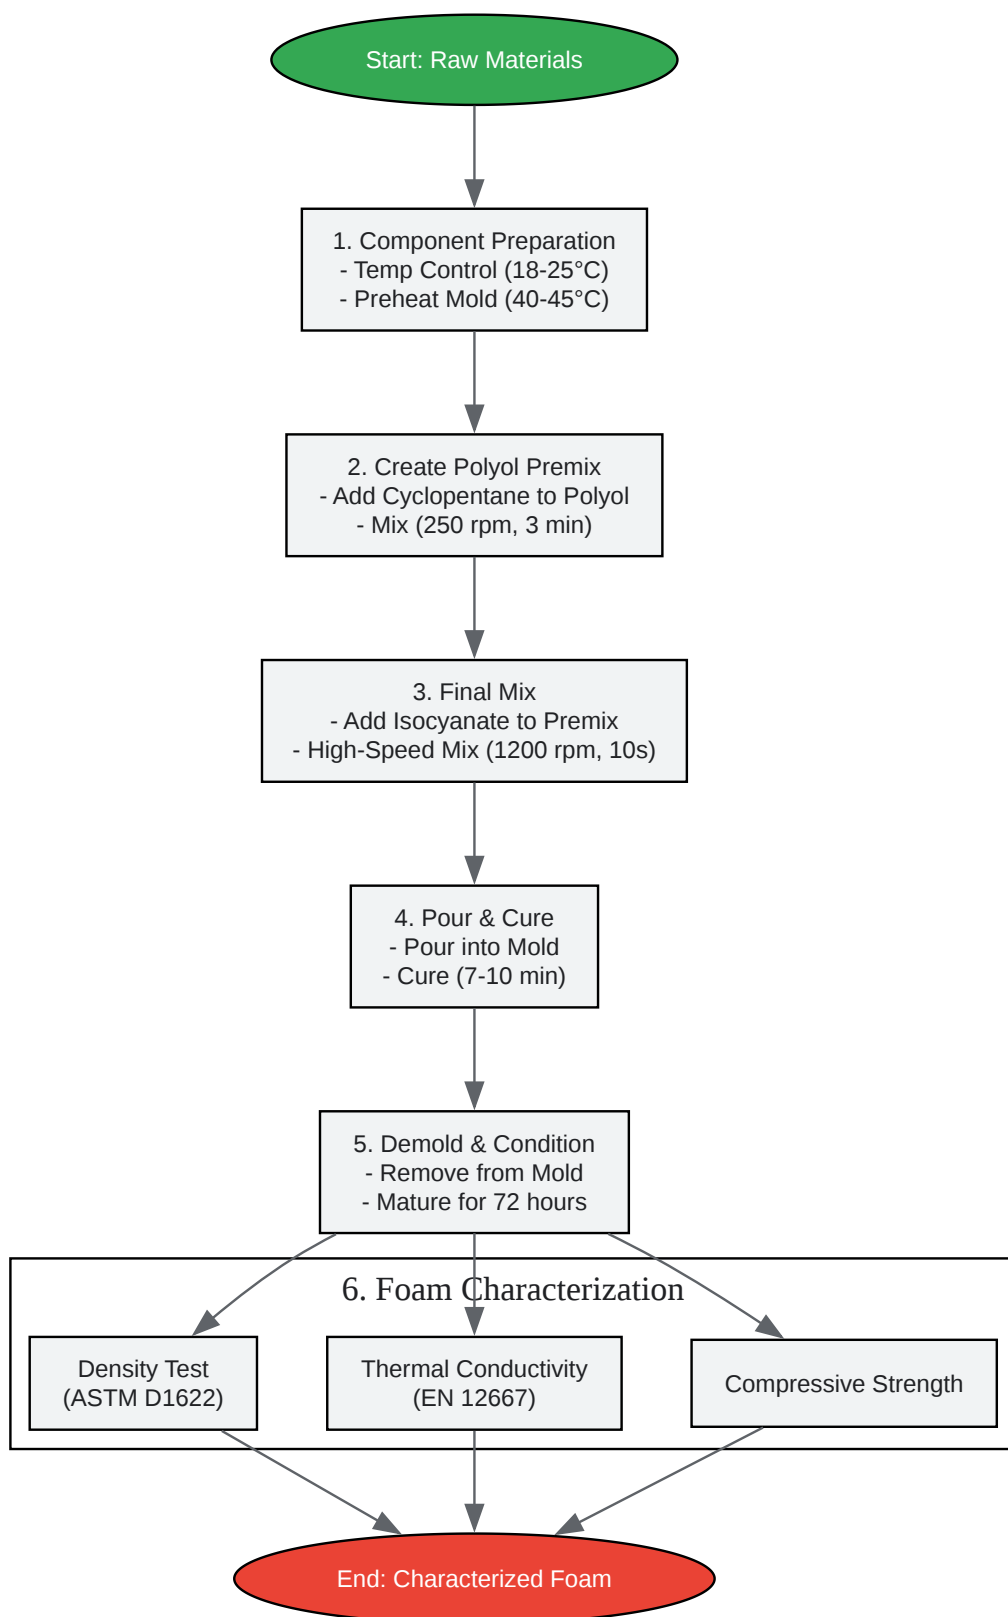 Start: Raw Materials
1. Component Preparation
- Temp Control (18-25°C)
- Preheat Mold (40-45°C)
2. Create Polyol Premix
- Add Cyclopentane to Polyol
- Mix (250 rpm, 3 min)
3. Final Mix
- Add Isocyanate to Premix
- High-Speed Mix (1200 rpm, 10s)
4. Pour & Cure
- Pour into Mold
- Cure (7-10 min)
5. Demold & Condition
- Remove from Mold
- Mature for 72 hours
6. Foam Characterization
Density Test
(ASTM D1622)
Thermal Conductivity
(EN 12667)
Compressive Strength
End: Characterized Foam